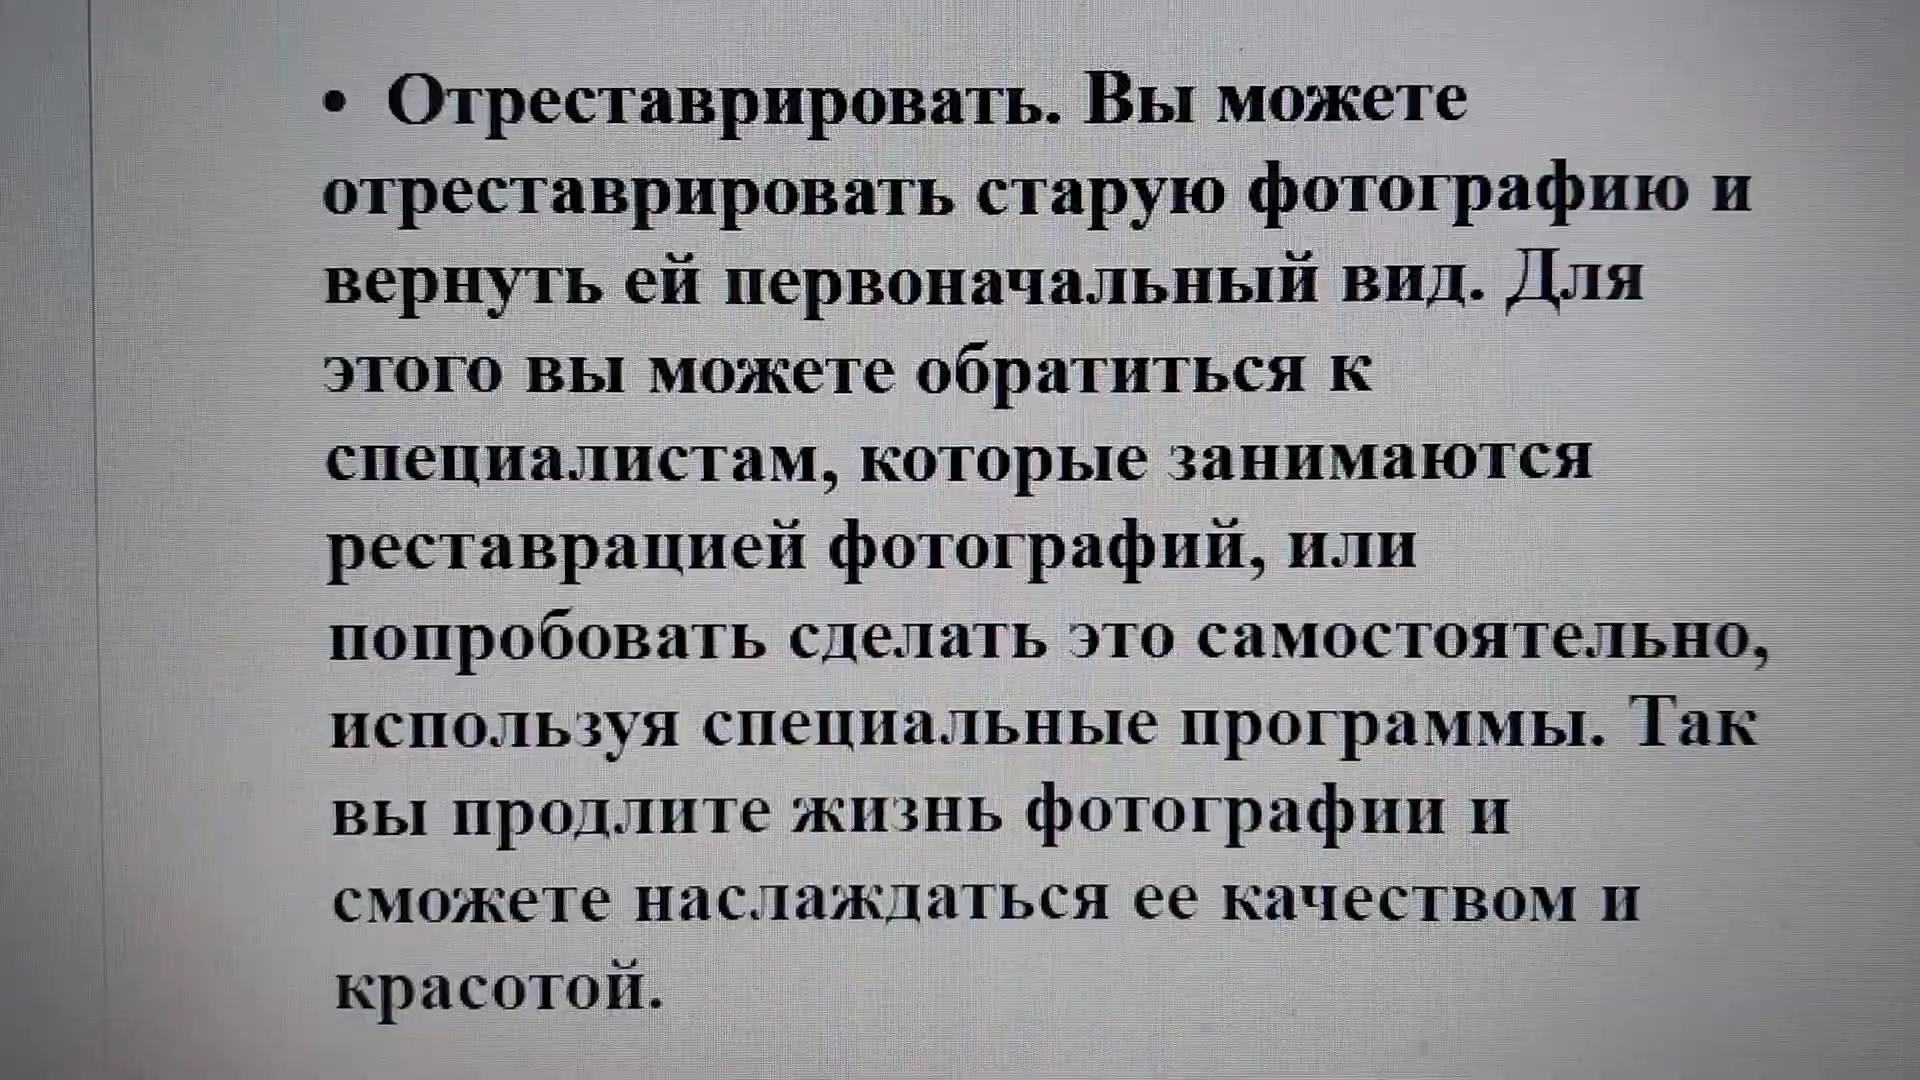 • Отреставрировать. Вы можете
отреставрировать старую фотографию и
вернуть ей первоначальный вид. Для
этого вы можете обратиться к
специалистам, которые занимаются
реставрацией фотографий, или
попробовать сделать это самостоятельно,
используя специальные программы. Так
вы продлите жизнь фотографии и
сможете наслаждаться ее качеством и
красотой.